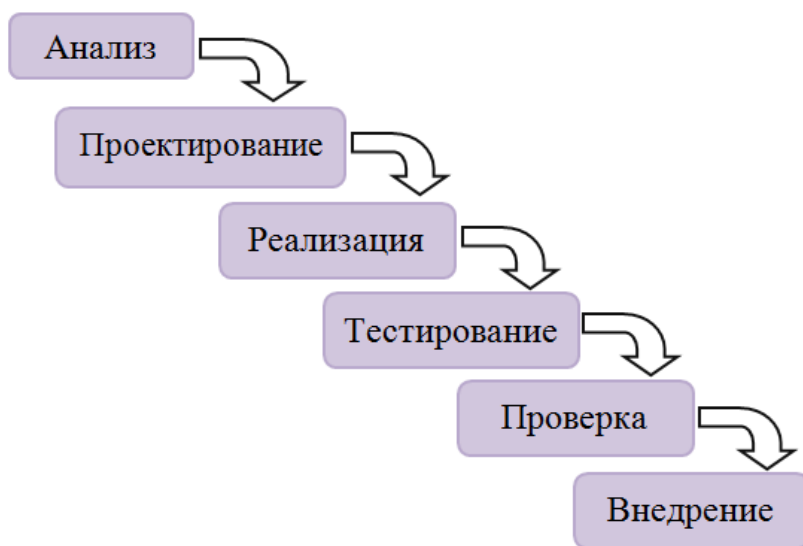 Анализ
Проектирование
Реализация
Тестирование
Проверка
Внедрение